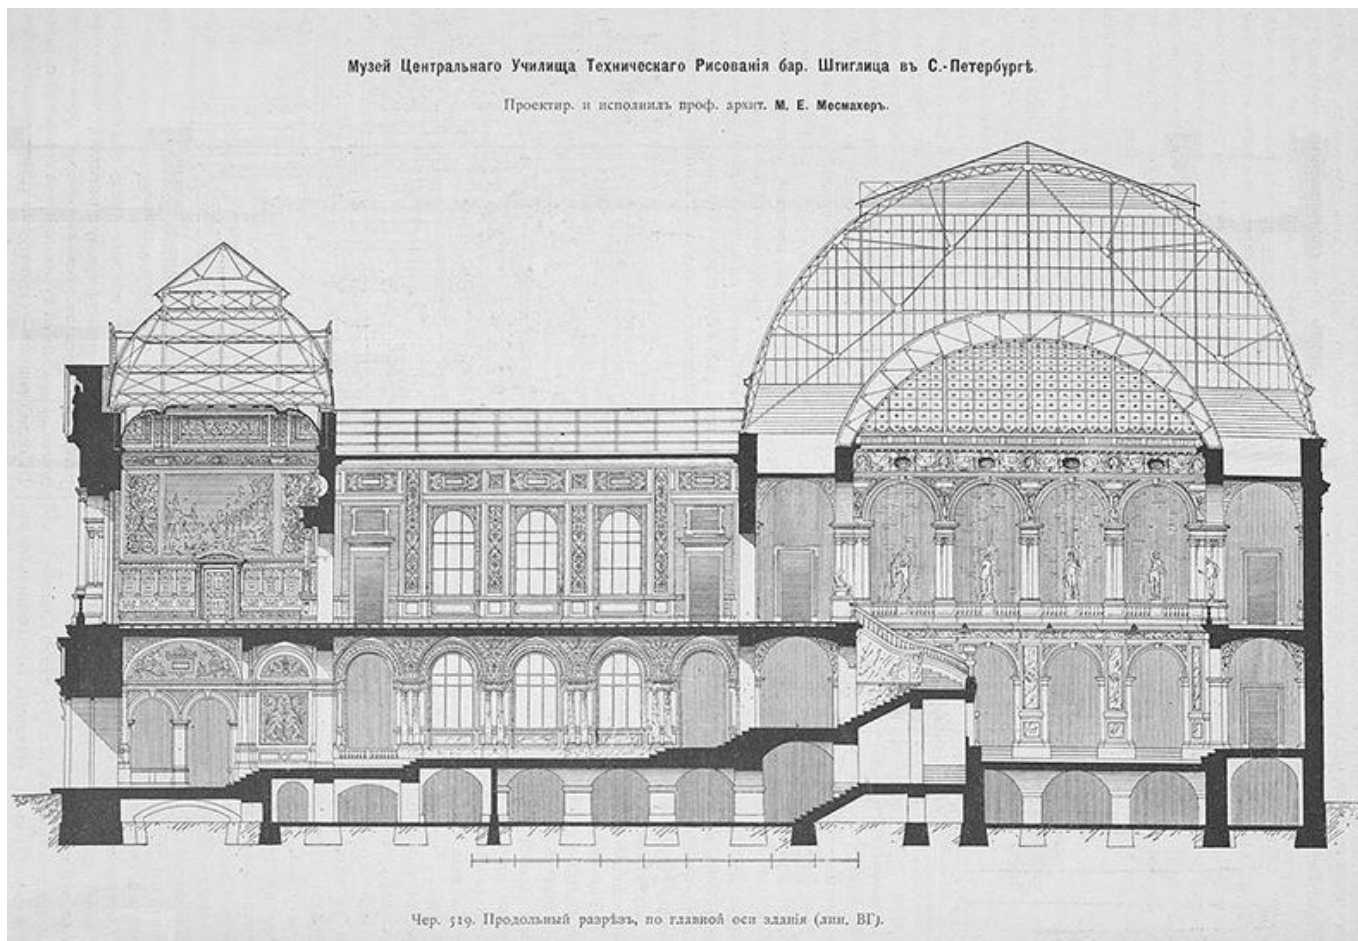 Музей Центральнаго Училища Техническаго Рисованія бар. Штиглица въ С.-Петербургѣ.
Проектир. и исполнилъ проф. архит. М. Е. Месмахеръ.
Чер. 519. Продольный разрѣзъ, по главной оси зданія (лин. ВГ).